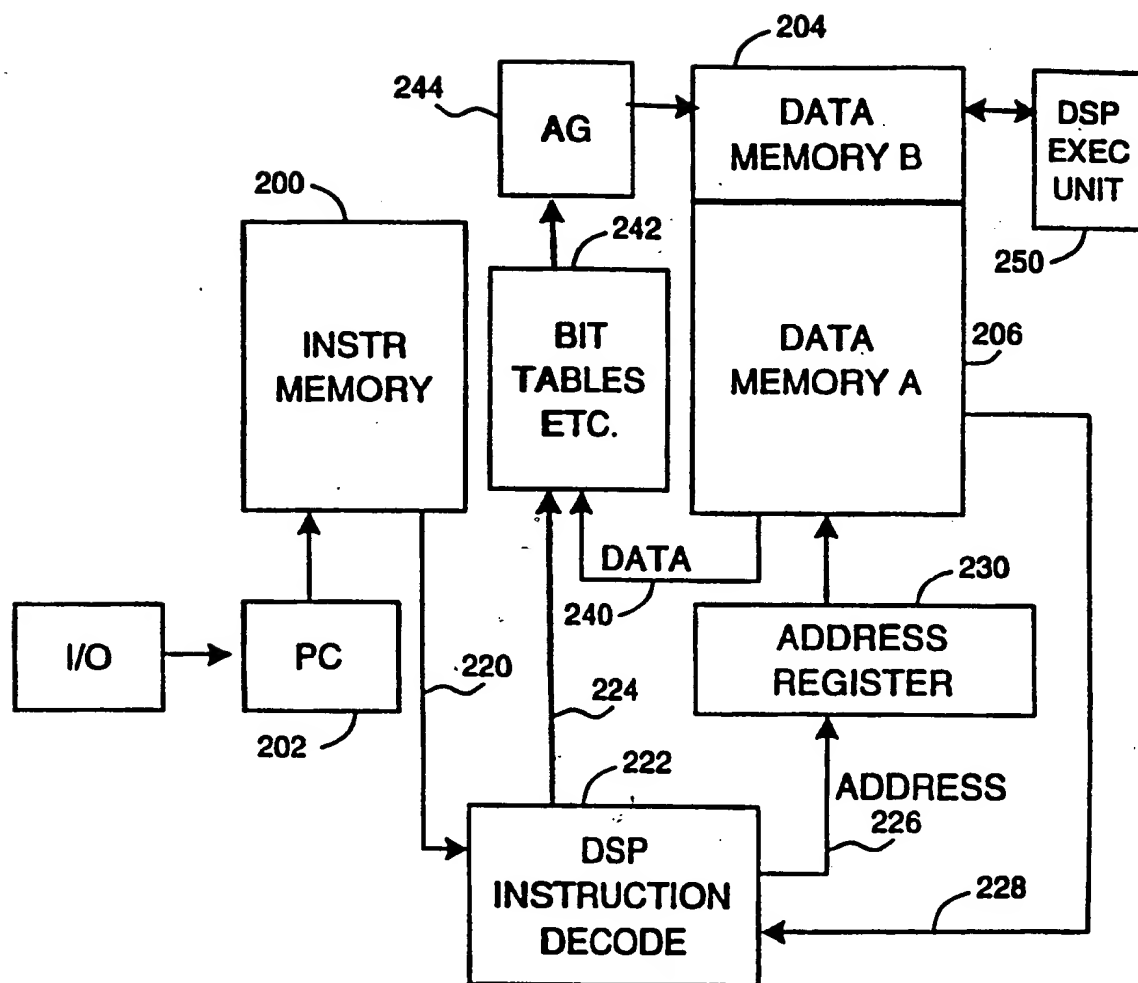 204
244
AG
DATA
MEMORY B
DSP
EXEC
UNIT
200
242
250
INSTR
MEMORY
BIT
TABLES
ETC.
DATA
MEMORY A
206
DATA
240
230
I/O
PC
220
224
ADDRESS
REGISTER
202
222
ADDRESS
226
DSP
INSTRUCTION
DECODE
228